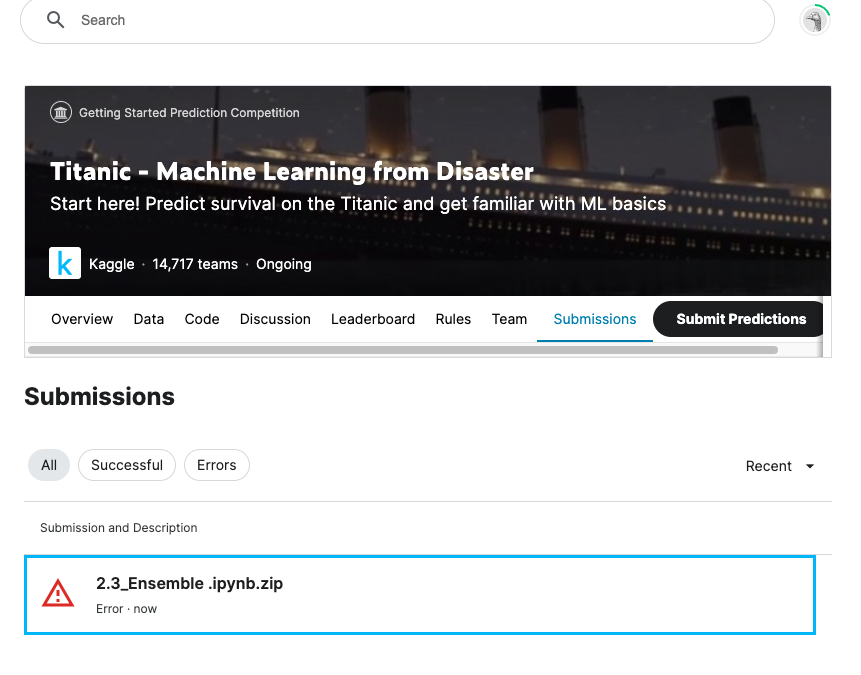 Search
Getting Started Prediction Competition
Titanic - Machine Learning from Disaster
Start here! Predict survival on the Titanic and get familiar with ML basics
k Kaggle · 14,717 teams · Ongoing
Overview Data Code Discussion Leaderboard Rules Team Submissions Submit Predictions
Submissions
All Successful Errors Recent
Submission and Description
2.3_Ensemble .ipynb.zip
Error · now